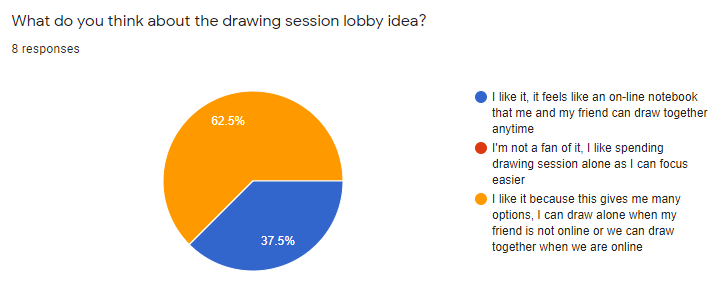 What do you think about the drawing session lobby idea?
8 responses
62.5%
37.5%
I like it, it feels like an on-line notebook
that me and my friend can draw together
anytime
I'm not a fan of it, I like spending
drawing session alone as I can focus
easier
I like it because this gives me many
options, I can draw alone when my
friend is not online or we can draw
together when we are online